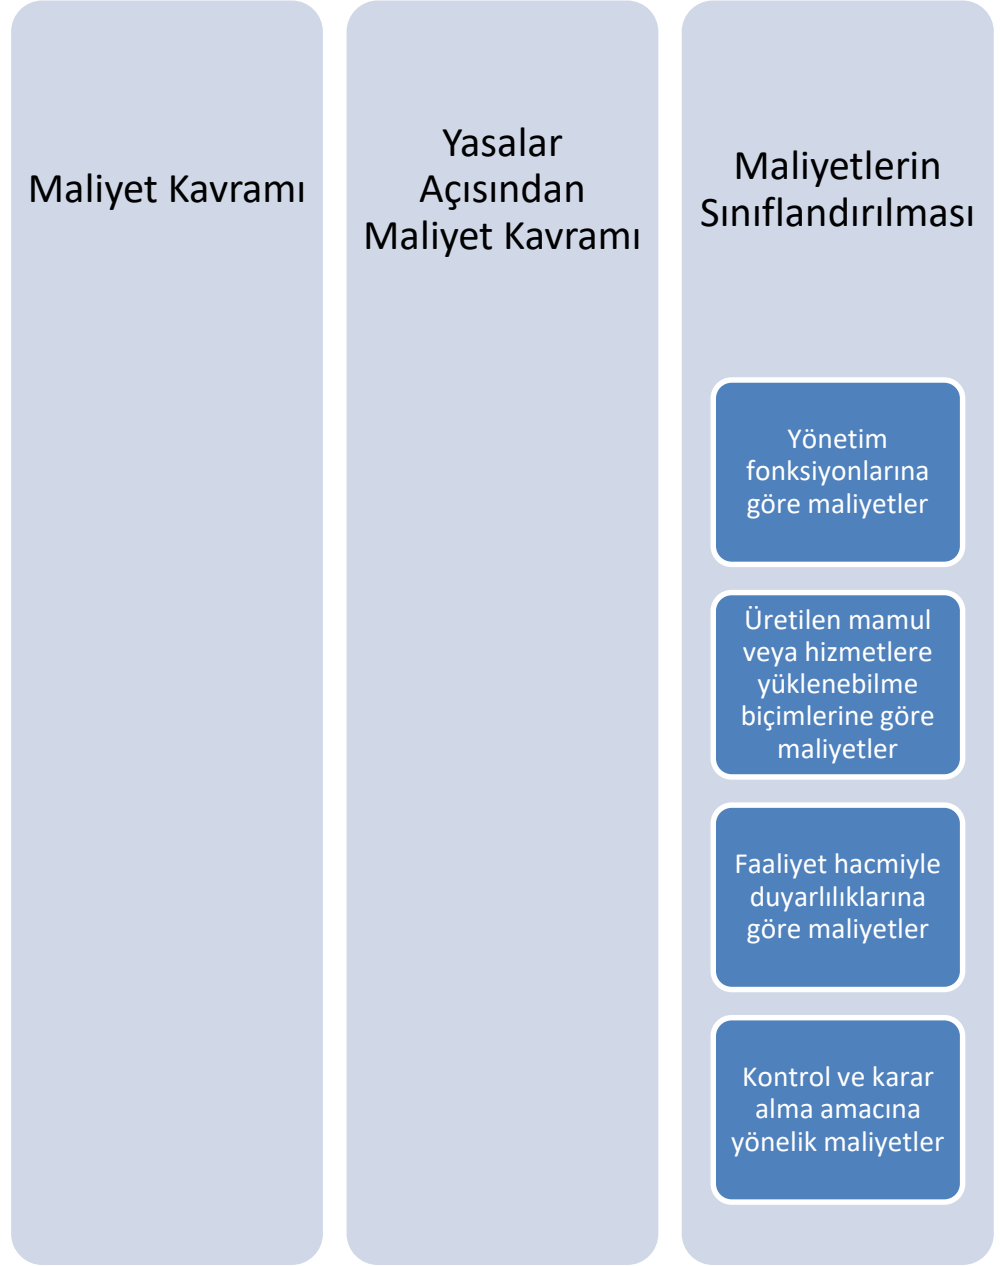 Maliyet Kavramı
Yasalar
Açısından
Maliyet Kavramı
Maliyetlerin
Sınıflandırılması
Yönetim
fonksiyonlarına
göre maliyetler
Üretilen mamul
veya hizmetlere
yüklenebilme
biçimlerine göre
maliyetler
Faaliyet hacmiyle
duyarlılıklarına
göre maliyetler
Kontrol ve karar
alma amacına
yönelik maliyetler